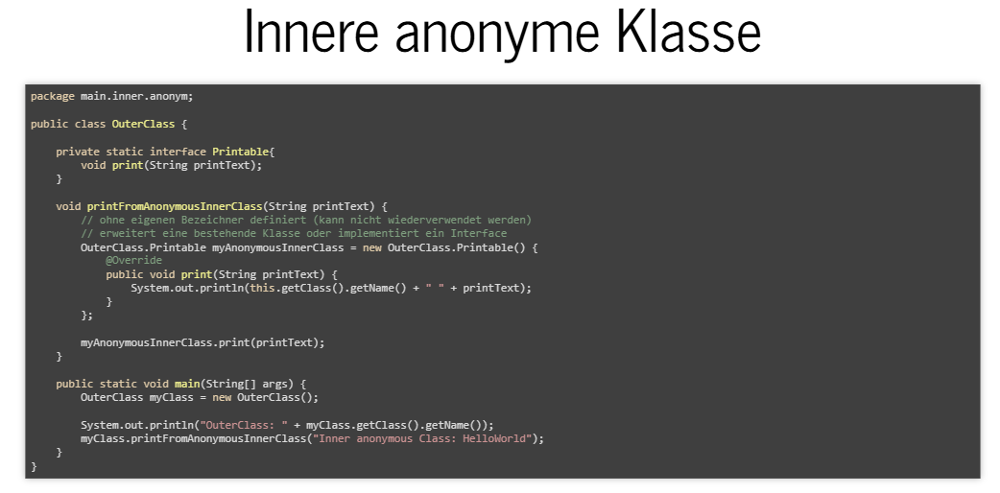 Innere anonyme Klasse
package main.inner.anonym;
public class OuterClass {
private static interface Printable{
void print(String printText);
}
void printFromAnonymousInnerClass(String printText) {
// ohne eigenen Bezeichner definiert (kann nicht wiederverwendet werden)
// erweitert eine bestehende Klasse oder implementiert ein Interface
OuterClass.Printable myAnonymousInnerClass = new OuterClass.Printable() {
@Override
public void print(String printText) {
System.out.println(this.getClass().getName() + " " + printText);
}
};
myAnonymousInnerClass.print(printText);
}
public static void main(String[] args) {
OuterClass myClass = new OuterClass();
System.out.println("OuterClass: " + myClass.getClass().getName());
myClass.printFromAnonymousInnerClass("Inner anonymous Class: HelloWorld");
}
}